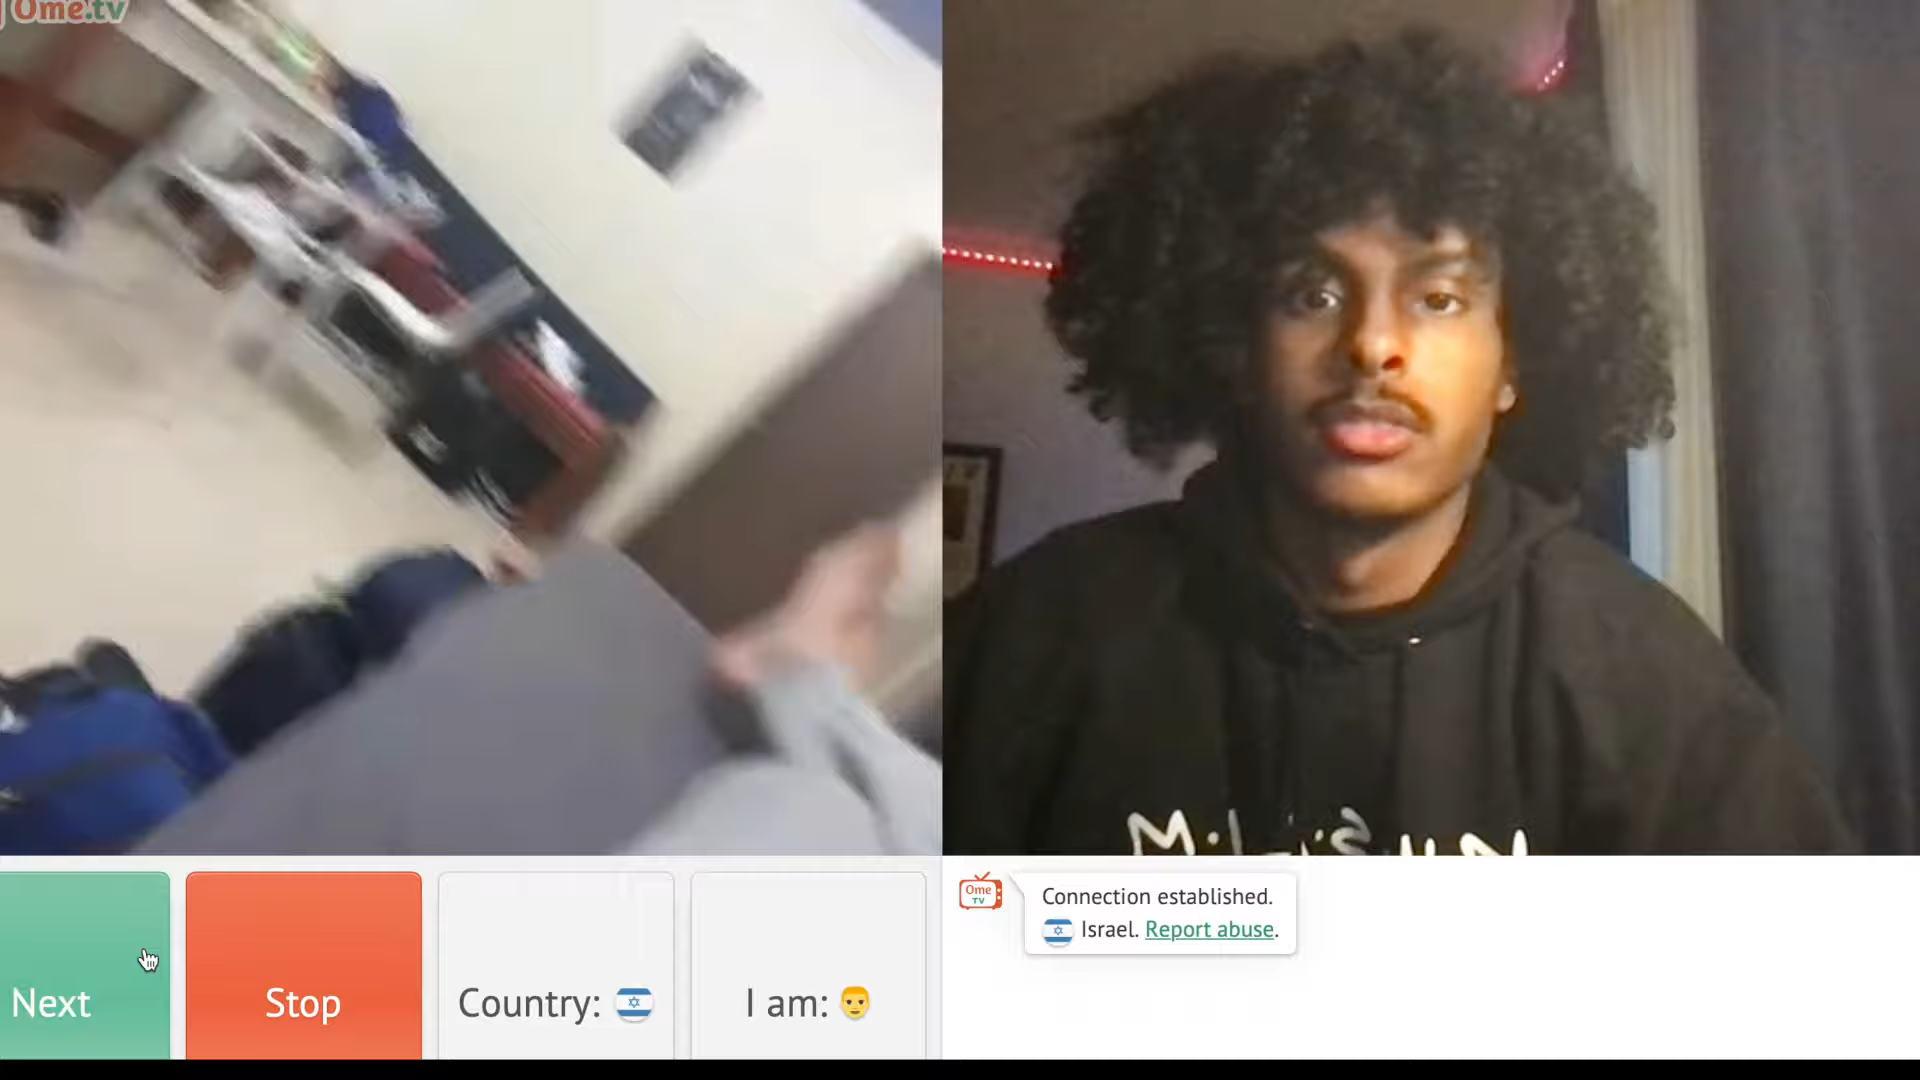 Ome.tv
Next
Stop
Country:
I am:
Ome
TV
Connection established.
Israel. Report abuse.